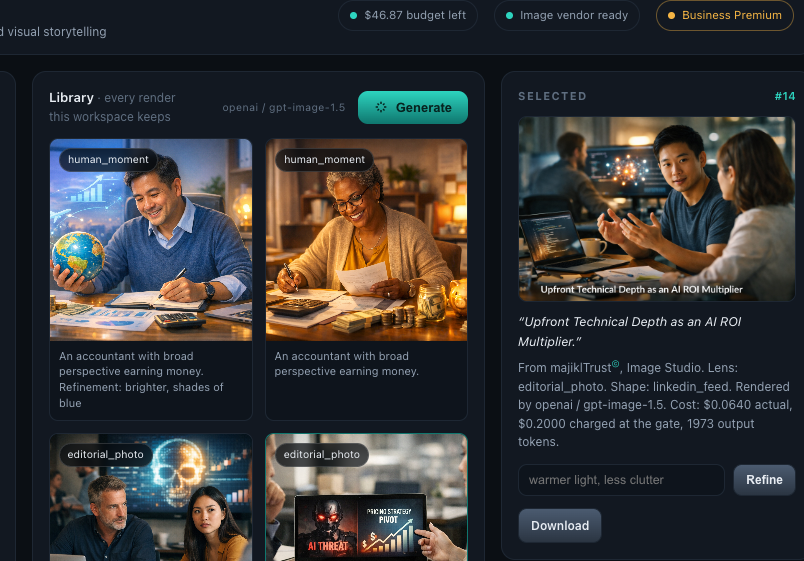 d visual storytelling
$46.87 budget left
Image vendor ready
Business Premium
Library · every render
this workspace keeps
openai / gpt-image-1.5
Generate
human_moment
An accountant with broad
perspective earning money.
Refinement: brighter, shades of
blue
human_moment
An accountant with broad
perspective earning money.
editorial_photo
editorial_photo
AI THREAT
PRICING STRATEGY
PIVOT
SELECTED
#14
Upfront Technical Depth as an AI ROI Multiplier
“Upfront Technical Depth as an AI ROI
Multiplier.”
From majiklTrust©, Image Studio. Lens:
editorial_photo. Shape: linkedin_feed. Rendered
by openai / gpt-image-1.5. Cost: $0.0640 actual,
$0.2000 charged at the gate, 1973 output
tokens.
warmer light, less clutter
Refine
Download